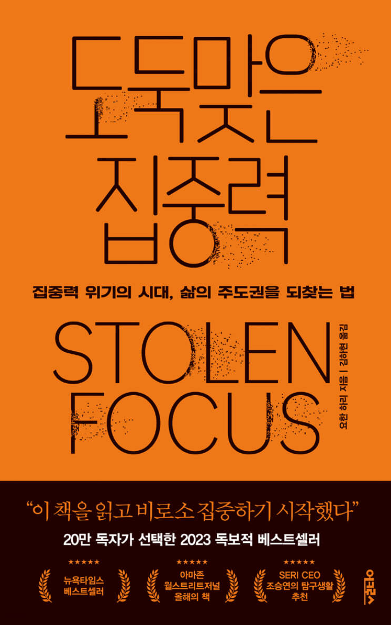 도둑맞은
집중력
집중력 위기의 시대, 삶의 주도권을 되찾는 법
STOLEN
FOCUS
요한 하리 지음 | 김하현 옮김
“이 책을 읽고 비로소 집중하기 시작했다”
20만 독자가 선택한 2023 독보적 베스트셀러
★★★★★
뉴욕타임스
베스트셀러
★★★★★
아마존
월스트리트저널
올해의 책
★★★★★
SERI CEO
조승연의 탐구생활
추천
어크로스